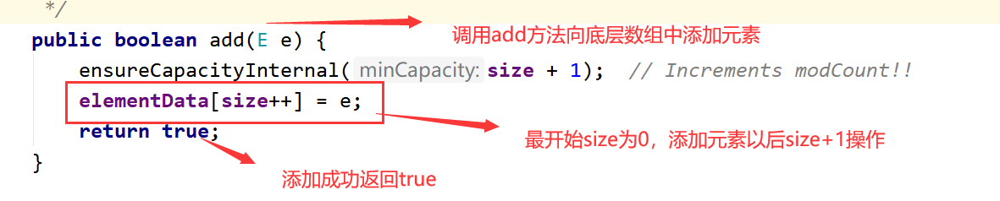 */
public boolean add(E e) {
调用add方法向底层数组中添加元素
ensureCapacityInternal( minCapacity: size + 1);  // Increments modCount!!
elementData[size++] = e;
return true;
最开始size为0，添加元素以后size+1操作
}
添加成功返回true